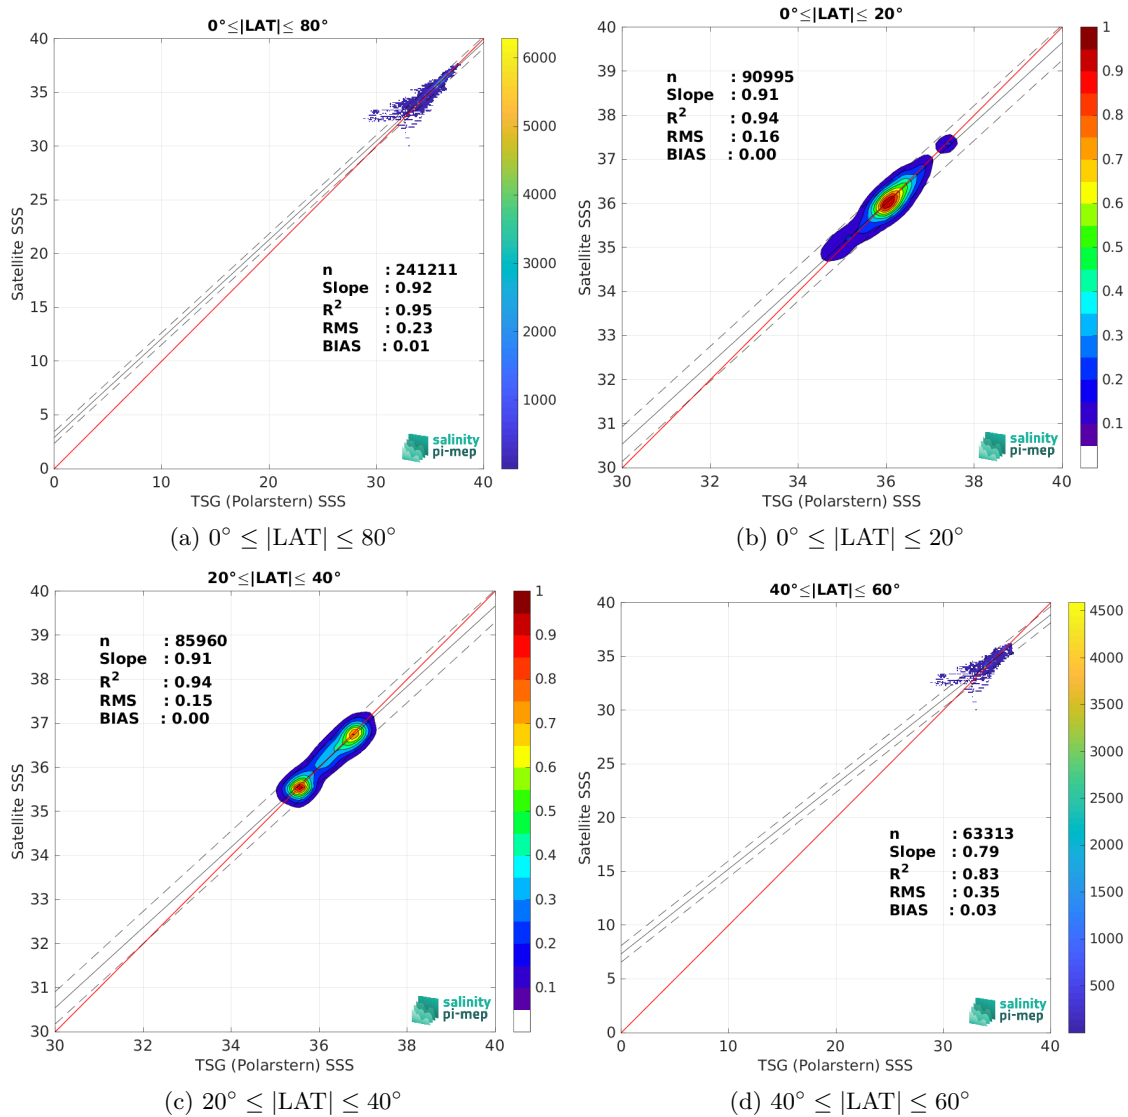 0°≤|LAT|≤ 80°
40
35
30
25
20
15
10
5
0
0
10
20
30
40
Satellite SSS
TSG (Polarstern) SSS
n : 241211
Slope : 0.92
R² : 0.95
RMS : 0.23
BIAS : 0.01
salinity
pi-mep
6000
5000
4000
3000
2000
1000
(a) 0° ≤ |LAT| ≤ 80°
0°≤|LAT|≤ 20°
40
39
38
37
36
35
34
33
32
31
30
30
32
34
36
38
40
Satellite SSS
TSG (Polarstern) SSS
n : 90995
Slope : 0.91
R² : 0.94
RMS : 0.16
BIAS : 0.00
salinity
pi-mep
1
0.9
0.8
0.7
0.6
0.5
0.4
0.3
0.2
0.1
(b) 0° ≤ |LAT| ≤ 20°
20°≤|LAT|≤ 40°
40
39
38
37
36
35
34
33
32
31
30
30
32
34
36
38
40
Satellite SSS
TSG (Polarstern) SSS
n : 85960
Slope : 0.91
R² : 0.94
RMS : 0.15
BIAS : 0.00
salinity
pi-mep
1
0.9
0.8
0.7
0.6
0.5
0.4
0.3
0.2
0.1
(c) 20° ≤ |LAT| ≤ 40°
40°≤|LAT|≤ 60°
40
35
30
25
20
15
10
5
0
0
10
20
30
40
Satellite SSS
TSG (Polarstern) SSS
n : 63313
Slope : 0.79
R² : 0.83
RMS : 0.35
BIAS : 0.03
salinity
pi-mep
4500
4000
3500
3000
2500
2000
1500
1000
500
(d) 40° ≤ |LAT| ≤ 60°